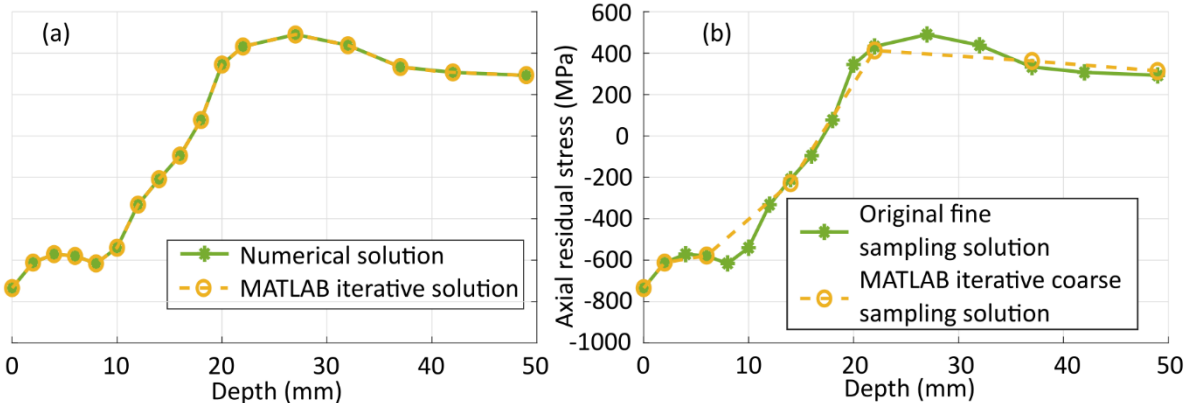 (a)
Numerical solution
MATLAB iterative solution
0 10 20 30 40 50
Depth (mm)
(b)
Axial residual stress (MPa)
600
400
200
0
-200
-400
-600
-800
-1000
Original fine
sampling solution
MATLAB iterative coarse
sampling solution
0 10 20 30 40 50
Depth (mm)